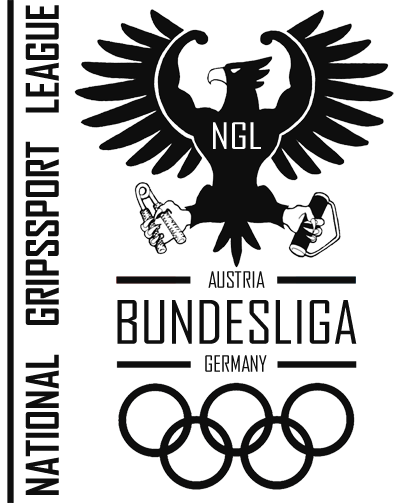 NATIONAL GRIPSSPORT LEAGUE
NGL
AUSTRIA
BUNDESLIGA
GERMANY